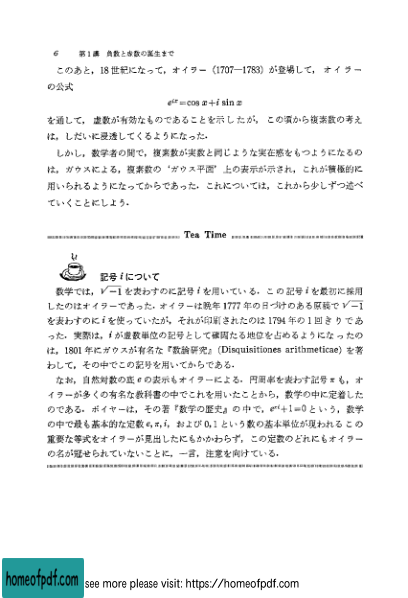 6 第1講 負数と虚数の誕生まで
このあと，18世紀になって，オイラー（1707—1783）が登場して， オイラー
の公式
e^{ix}=cos x+i sin x
を通して， 虚数が有効なものであることを示したが， この頃から複素数の考え
は，しだいに浸透してくるようになった．
しかし，数学者の間で，複素数が実数と同じような実在感をもつようになるの
は，ガウスによる，複素数の‘ガウス平面’上の表示が示され，これが積極的に
用いられるようになってからであった． これについては，これから少しずつ述べ
ていくことにしよう．
Tea Time
記号 i について
数学では，√−1 を表わすのに記号 i を用いている． この記号 i を最初に採用
したのはオイラーであった．オイラーは晩年 1777 年の日づけのある原稿で √−1
を表わすのに i を使っていたが，それが印刷されたのは 1794 年の 1 回きりであ
った． 実際は，i が虚数単位の記号として確固たる地位を占めるようになったの
は，1801 年にガウスが有名な『数論研究』(Disquisitiones arithmeticae) を著
わして，その中でこの記号を用いてからである．
なお，自然対数の底 e の表示もオイラーによる．円周率を表わす記号 π も，オ
イラーが多くの有名な教科書の中でこれを用いたことから，数学の中に定着した
のである．ボイヤーは，その著『数学の歴史』の中で，e^{πi}+1=0 という，数学
の中で最も基本的な定数 e, π, i， および 0, 1 という数の基本単位が現われるこの
重要な等式をオイラーが見出したにもかかわらず， この定数のどれにもオイラー
の名が冠せられていないことに，一言，注意を向けている．
homeofpdf.com
see more please visit: https://homeofpdf.com